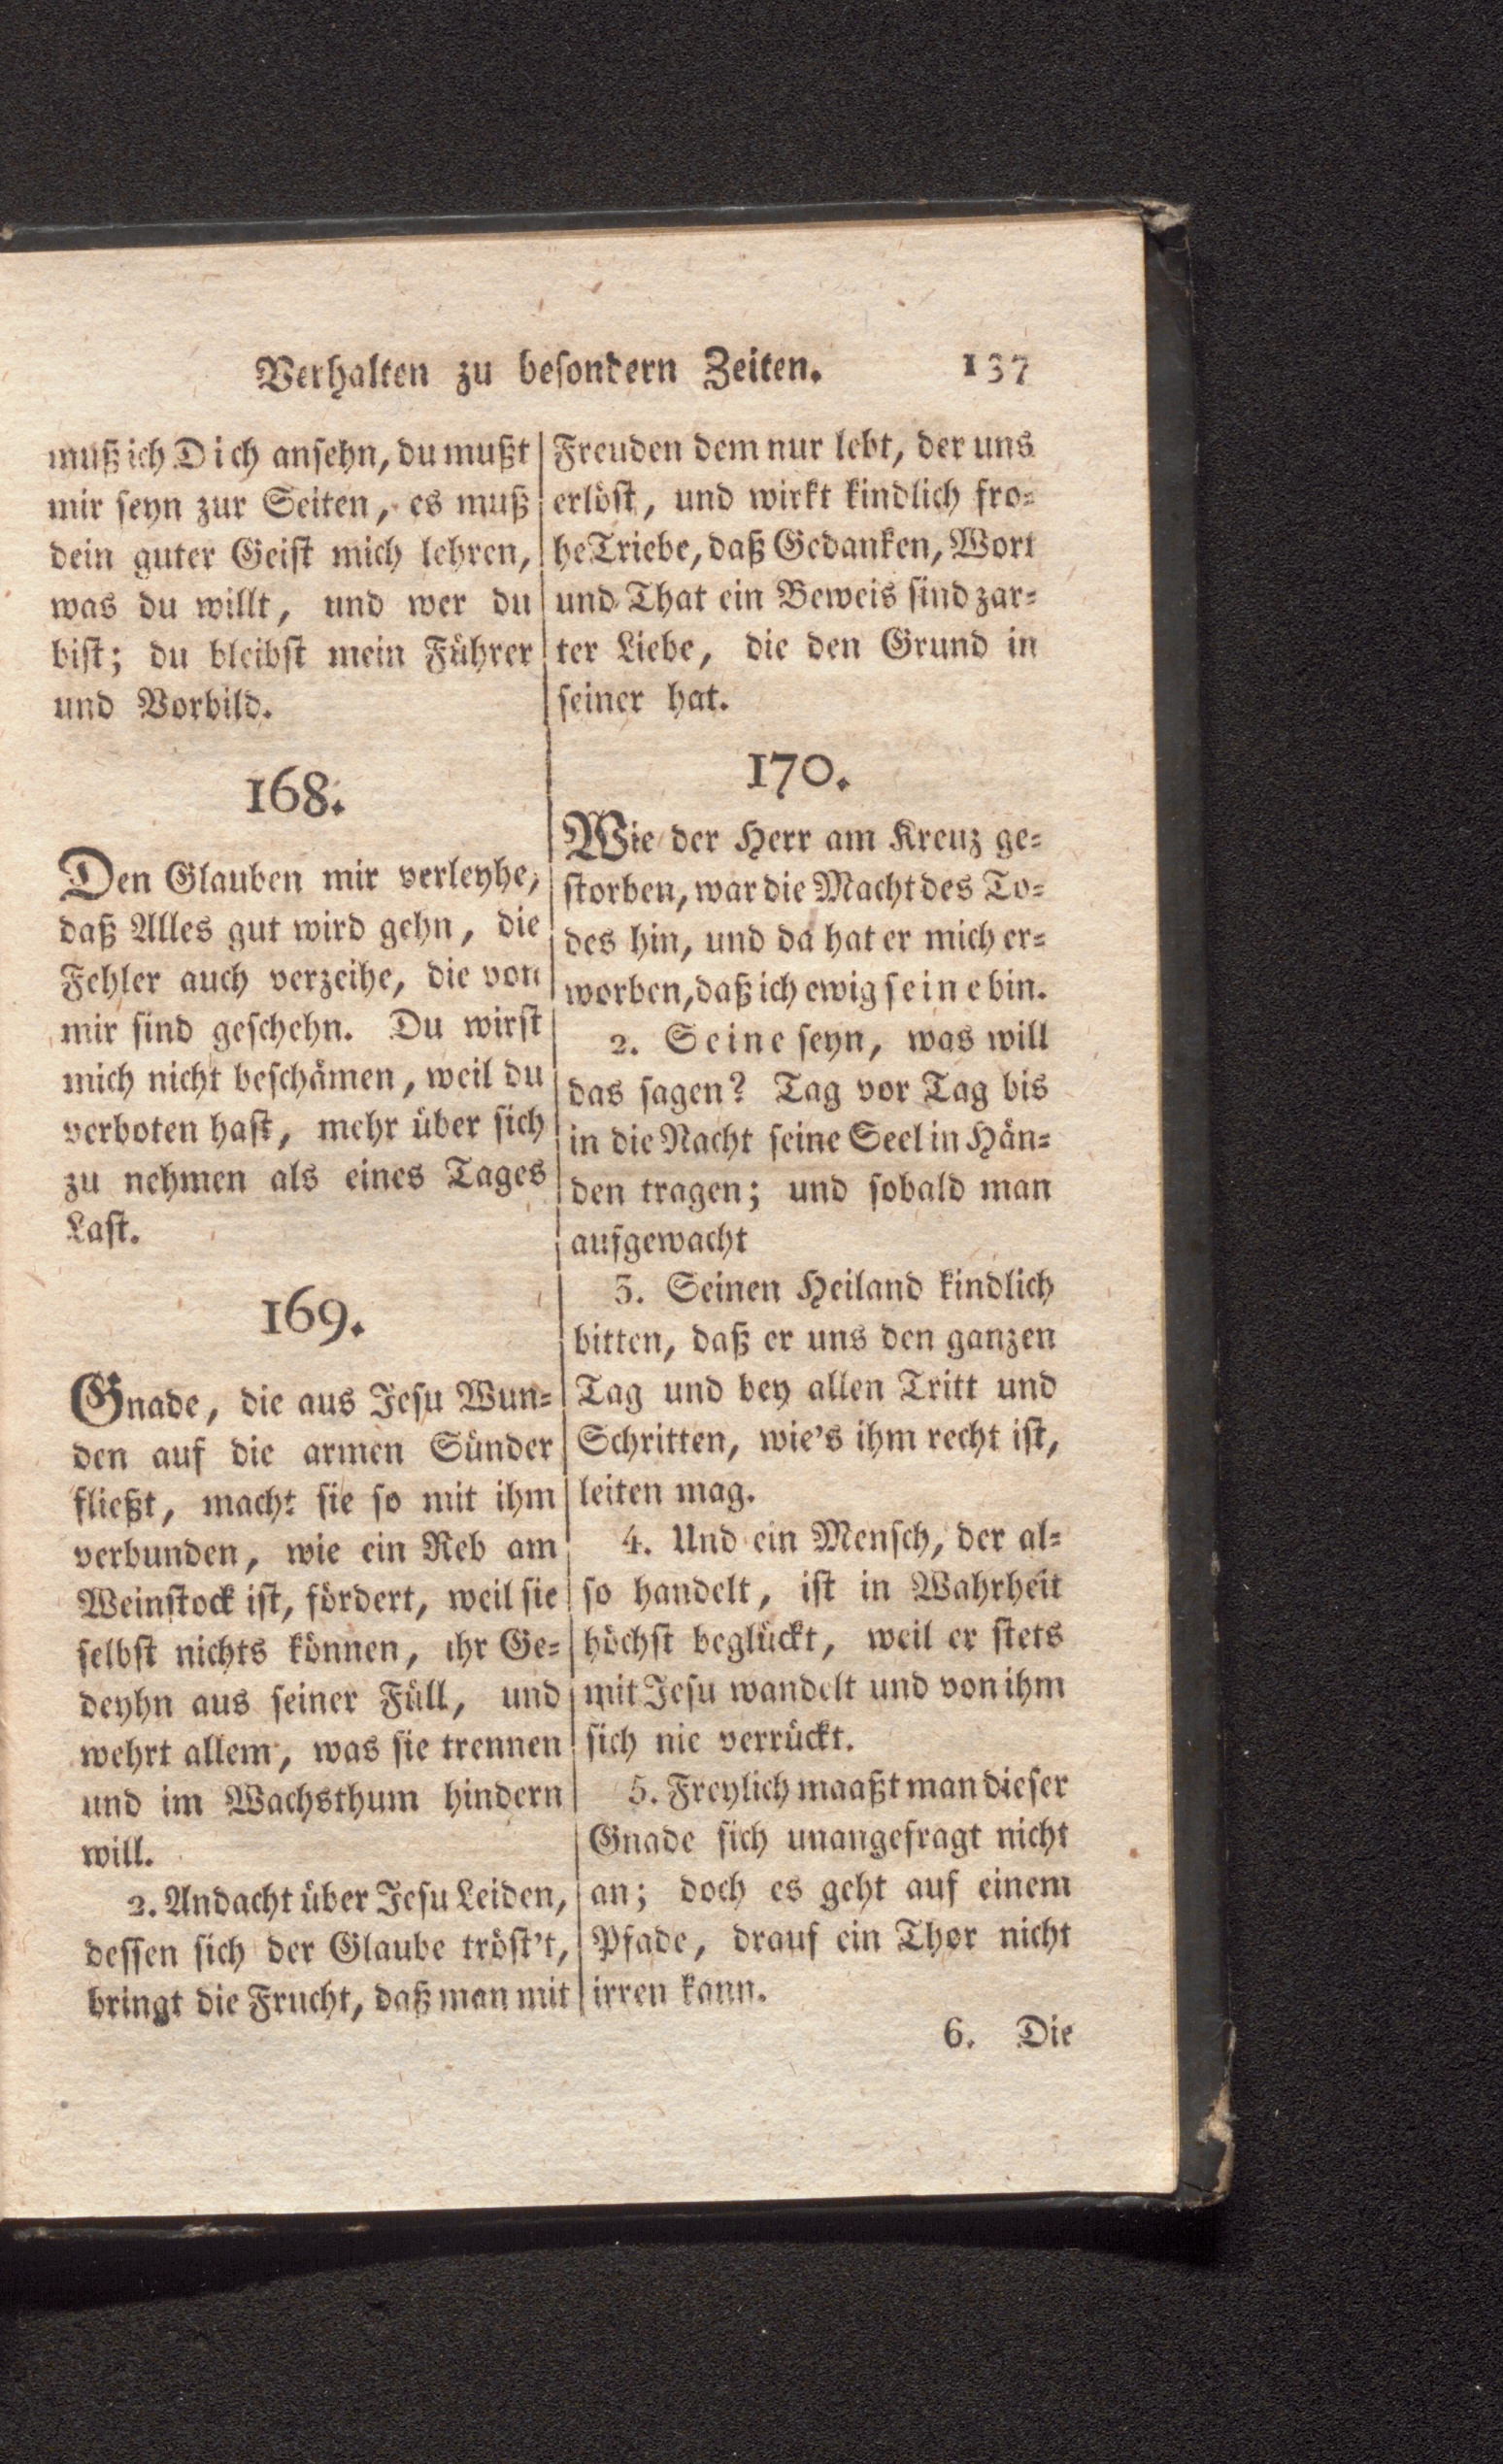 Verhalten zu beſondern Zeiten. 137
muß ich Dich anſehn, du mußt
mir ſeyn zur Seiten, es muß
dein guter Geiſt mich lehren,
was du willt, und wer du
biſt; du bleibſt mein Führer
und Vorbild.
168.
Den Glauben mir verleyhe,
daß Alles gut wird gehn, die
Fehler auch verzeihe, die von
mir ſind geſchehn. Du wirſt
mich nicht beſchämen, weil du
verboten haſt, mehr über ſich
zu nehmen als eines Tages
Laſt.
169.
Gnade, die aus Jeſu Wun-
den auf die armen Sünder
fließt, macht ſie ſo mit ihm
verbunden, wie ein Reb am
Weinſtock iſt, fördert, weil ſie
ſelbſt nichts können, ihr Ge-
deyhn aus ſeiner Füll, und
wehrt allem, was ſie trennen
und im Wachsthum hindern
will.
2. Andacht über Jeſu Leiden,
deſſen ſich der Glaube tröſt't,
bringt die Frucht, daß man mit
Freuden dem nur lebt, der uns
erlöſt, und wirkt kindlich fro-
he Triebe, daß Gedanken, Wort
und That ein Beweis ſind zar-
ter Liebe, die den Grund in
ſeiner hat.
170.
Wie der Herr am Kreuz ge-
ſtorben, war die Macht des To-
des hin, und da hat er mich er-
worben, daß ich ewig ſeine bin.
2. Seine ſeyn, was will
das ſagen? Tag vor Tag bis
in die Nacht ſeine Seel in Hän-
den tragen; und ſobald man
aufgewacht
3. Seinen Heiland kindlich
bitten, daß er uns den ganzen
Tag und bey allen Tritt und
Schritten, wie's ihm recht iſt,
leiten mag.
4. Und ein Menſch, der al-
ſo handelt, iſt in Wahrheit
höchſt beglückt, weil er ſtets
mit Jeſu wandelt und von ihm
ſich nie verrückt.
5. Freylich maaßt man dieſer
Gnade ſich unangefragt nicht
an; doch es geht auf einem
Pfade, drauf ein Thor nicht
irren kann.
6. Die